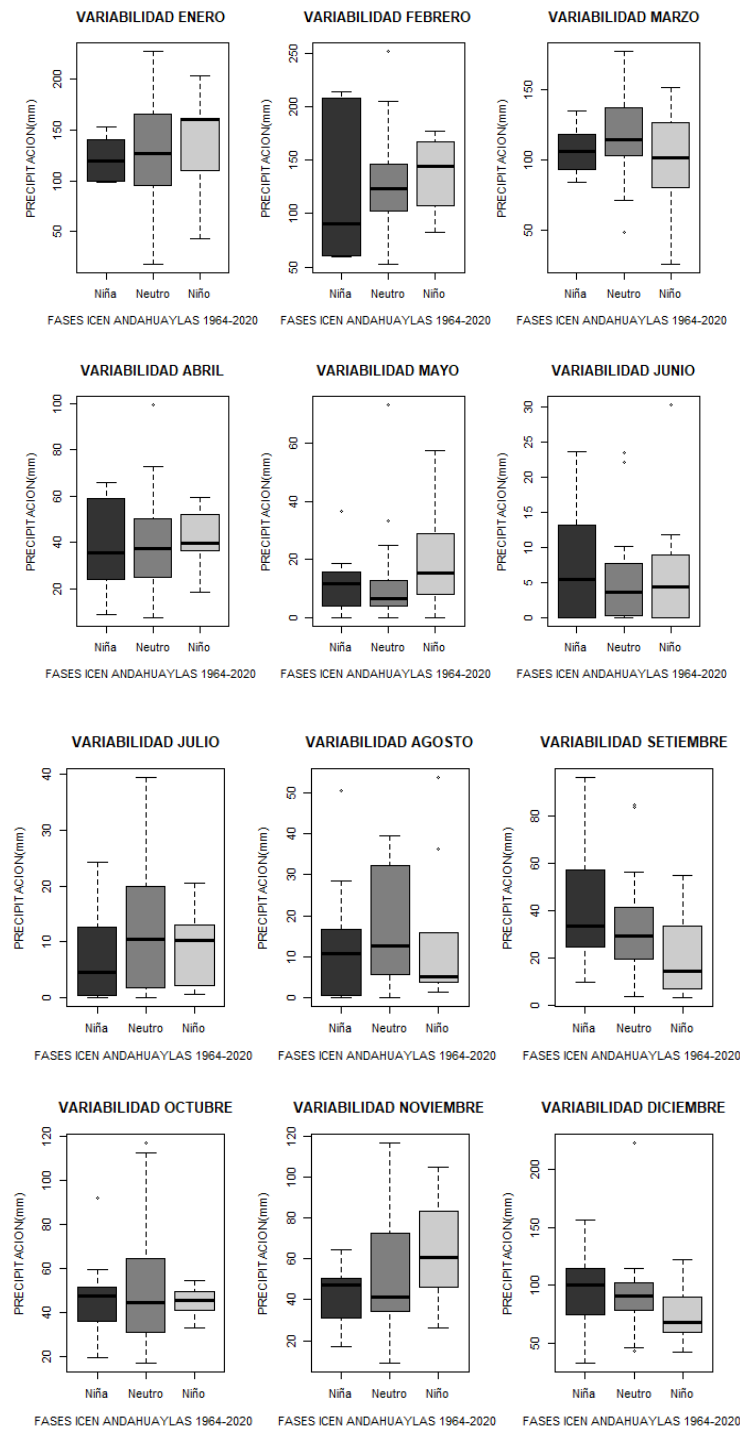 VARIABILIDAD ENERO
PRECIPITACION(mm)
50 100 150 200
Niña Neutro Niño
FASES ICEN ANDAHUAYLAS 1964-2020
VARIABILIDAD FEBRERO
PRECIPITACION(mm)
50 100 150 200 250
Niña Neutro Niño
FASES ICEN ANDAHUAYLAS 1964-2020
VARIABILIDAD MARZO
PRECIPITACION(mm)
50 100 150
Niña Neutro Niño
FASES ICEN ANDAHUAYLAS 1964-2020
VARIABILIDAD ABRIL
PRECIPITACION(mm)
20 40 60 80 100
Niña Neutro Niño
FASES ICEN ANDAHUAYLAS 1964-2020
VARIABILIDAD MAYO
PRECIPITACION(mm)
0 20 40 60
Niña Neutro Niño
FASES ICEN ANDAHUAYLAS 1964-2020
VARIABILIDAD JUNIO
PRECIPITACION(mm)
0 5 10 15 20 25 30
Niña Neutro Niño
FASES ICEN ANDAHUAYLAS 1964-2020
VARIABILIDAD JULIO
PRECIPITACION(mm)
0 10 20 30 40
Niña Neutro Niño
FASES ICEN ANDAHUAYLAS 1964-2020
VARIABILIDAD AGOSTO
PRECIPITACION(mm)
0 10 20 30 40 50
Niña Neutro Niño
FASES ICEN ANDAHUAYLAS 1964-2020
VARIABILIDAD SETIEMBRE
PRECIPITACION(mm)
0 20 40 60 80
Niña Neutro Niño
FASES ICEN ANDAHUAYLAS 1964-2020
VARIABILIDAD OCTUBRE
PRECIPITACION(mm)
20 40 60 80 100 120
Niña Neutro Niño
FASES ICEN ANDAHUAYLAS 1964-2020
VARIABILIDAD NOVIEMBRE
PRECIPITACION(mm)
20 40 60 80 100 120
Niña Neutro Niño
FASES ICEN ANDAHUAYLAS 1964-2020
VARIABILIDAD DICIEMBRE
PRECIPITACION(mm)
50 100 150 200
Niña Neutro Niño
FASES ICEN ANDAHUAYLAS 1964-2020